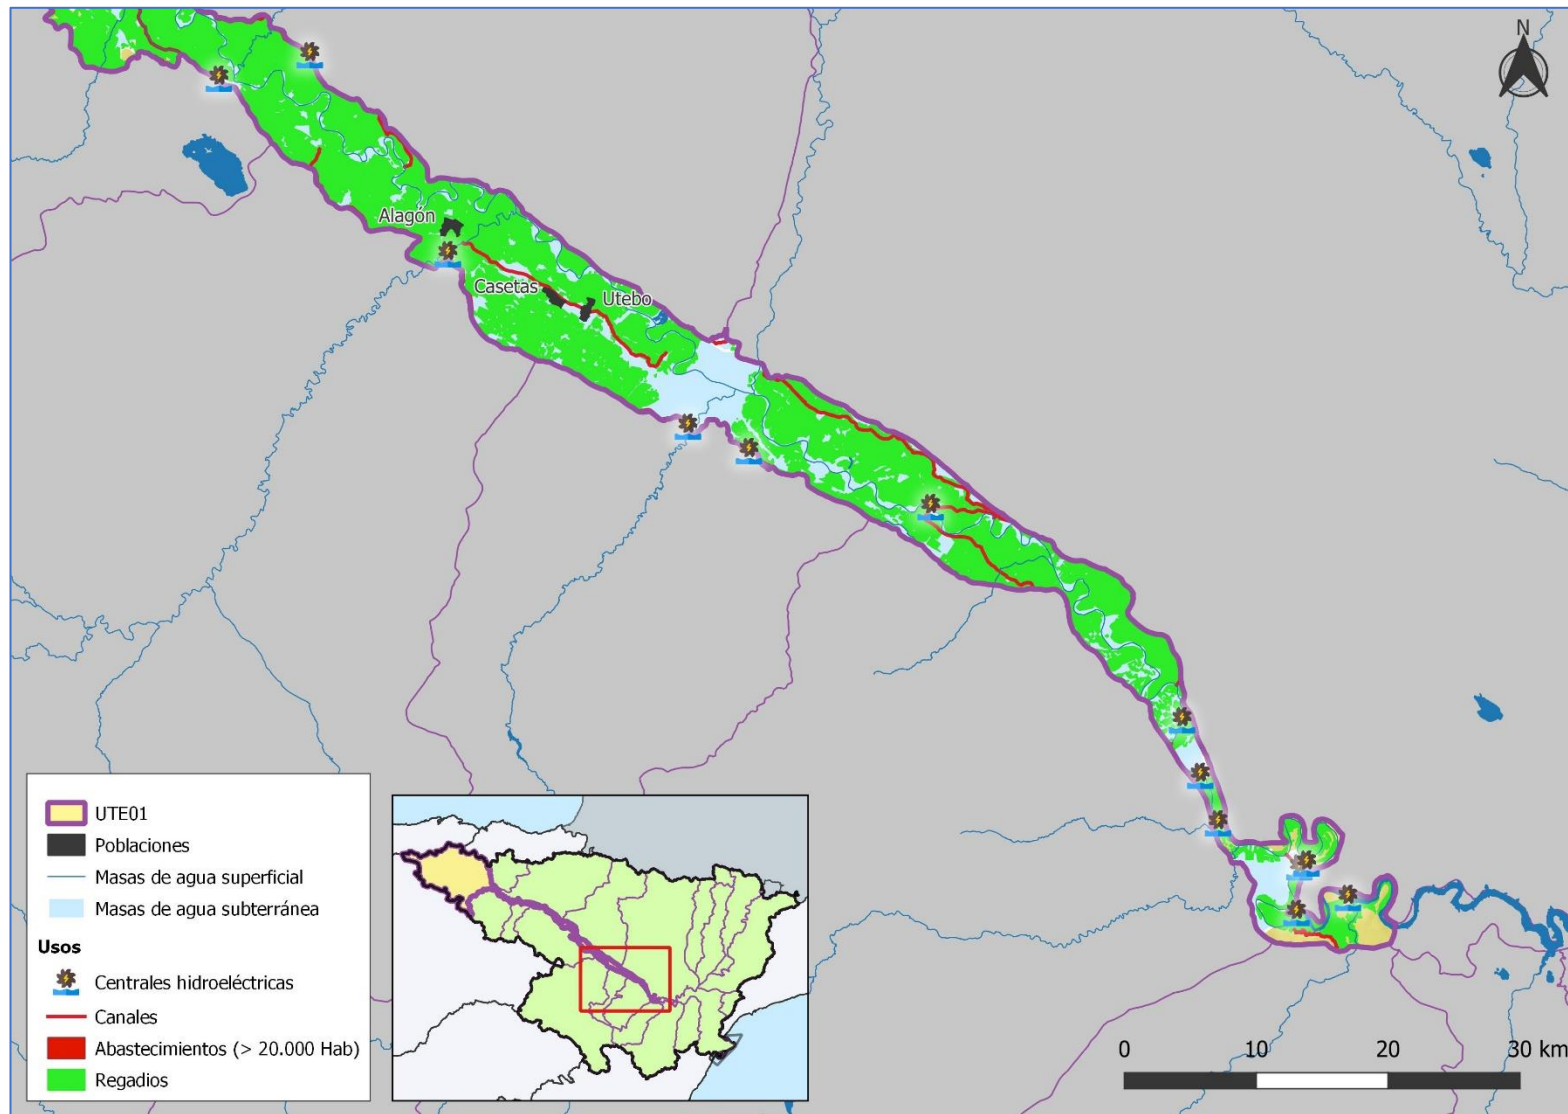 N
Alagón
Casetas
Utebo
UTE01
Poblaciones
Masas de agua superficial
Masas de agua subterránea
Usos
Centrales hidroeléctricas
Canales
Abastecimientos (> 20.000 Hab)
Regadios
0 10 20 30 km